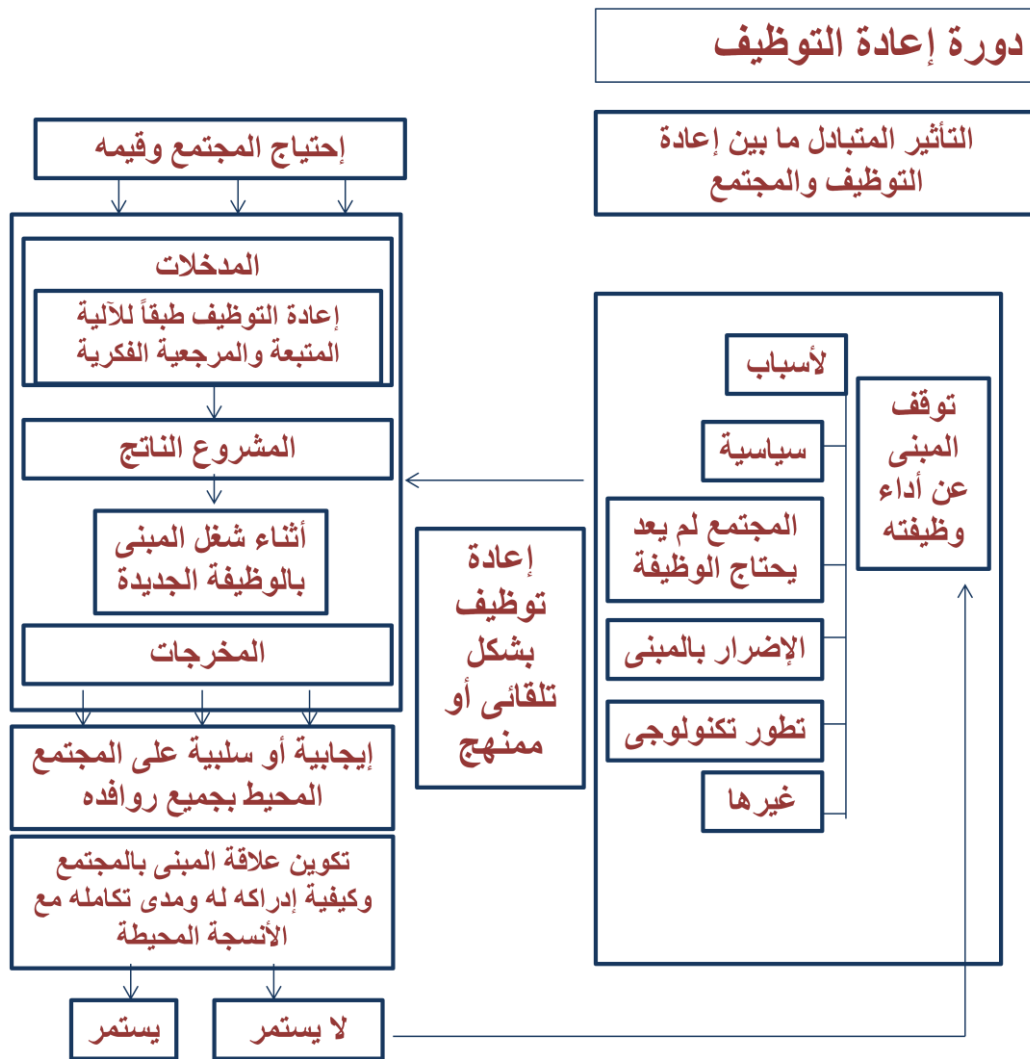 دورة إعادة التوظيف
التأثير المتبادل ما بين إعادة
التوظيف والمجتمع
توقف
المبنى
عن أداء
وظيفته
لأسباب
سياسية
المجتمع لم يعد
يحتاج الوظيفة
الإضرار بالمبنى
تطور تكنولوجى
غيرها
إعادة
توظيف
بشكل
تلقائى أو
ممنهج
إحتياج المجتمع وقيمه
المدخلات
إعادة التوظيف طبقاً للآلية
المتبعة والمرجعية الفكرية
المشروع الناتج
أثناء شغل المبنى
بالوظيفة الجديدة
المخرجات
إيجابية أو سلبية على المجتمع
المحيط بجميع روافده
تكوين علاقة المبنى بالمجتمع
وكيفية إدراكه له ومدى تكامله مع
الأنسجة المحيطة
لا يستمر
يستمر